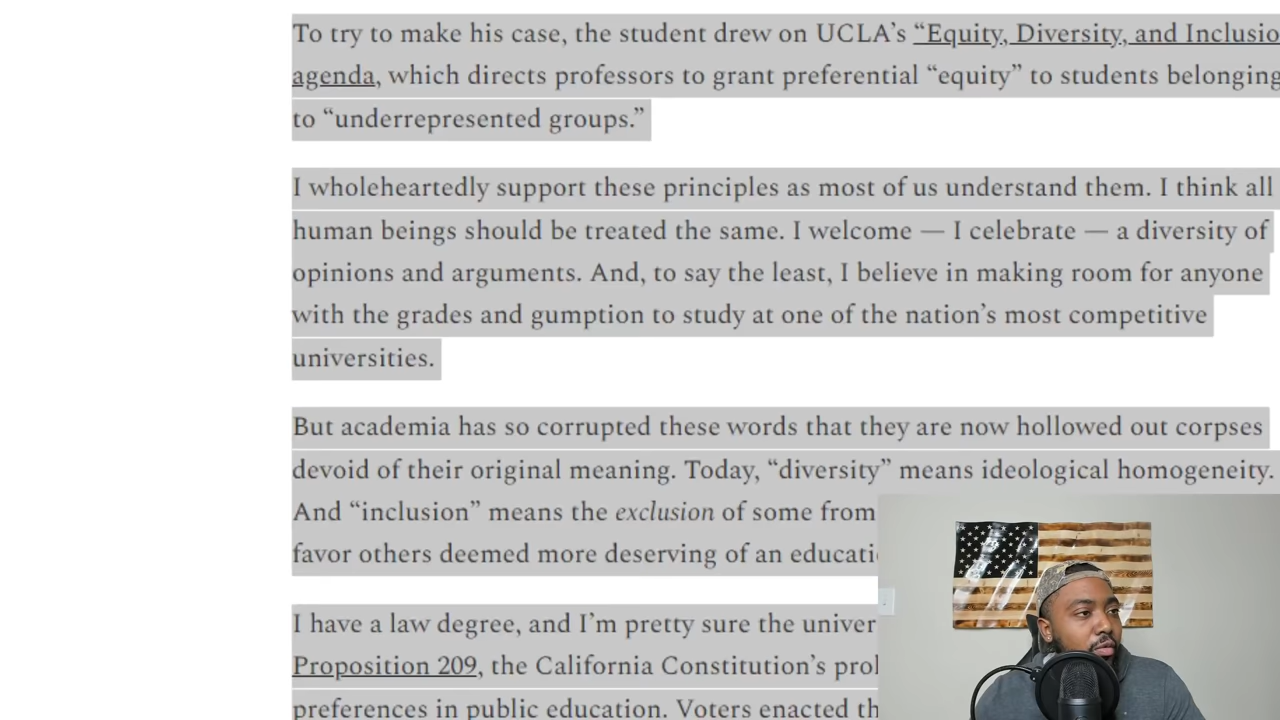 To try to make his case, the student drew on UCLA’s “Equity, Diversity, and
agenda, which directs professors to grant preferential “equity” to students belonging
to “underrepresented groups.”
I wholeheartedly support these principles as most of us understand them. I think all
human beings should be treated the same. I welcome — I celebrate — a diversity of
opinions and arguments. And, to say the least, I believe in making room for anyone
with the grades and gumption to study at one of the nation’s most competitive
universities.
But academia has so corrupted these words that they are now hollowed out corpses
devoid of their original meaning. Today, “diversity” means ideological homogeneity.
And “inclusion” means the exclusion of some from
favor others deemed more deserving of an
I have a law degree, and I’m pretty sure the
Proposition 209, the California Constitution’s
preferences in public education. Voters enacted